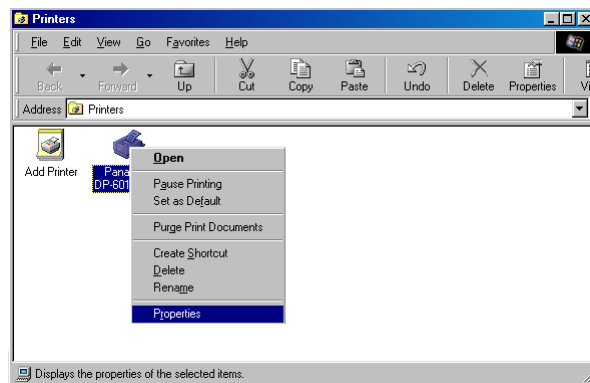 Printers
File Edit View Go Favorites Help
Back Forward Up Cut Copy Paste Undo Delete Properties
Address Printers
Add Printer
Open
Pause Printing
Set as Default
Purge Print Documents
Create Shortcut
Delete
Rename
Properties
Displays the properties of the selected items.